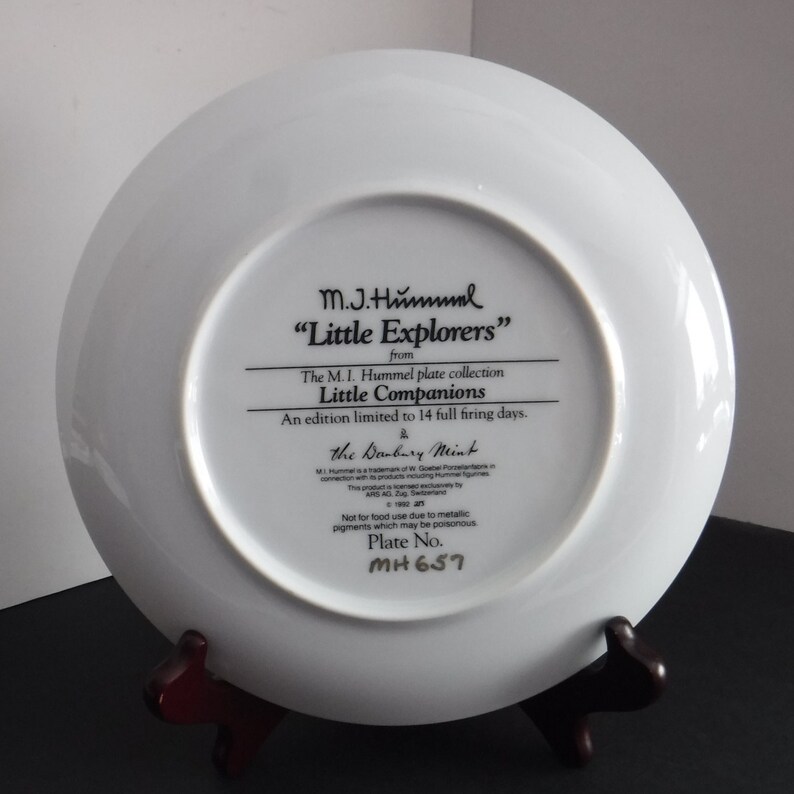 M.J.Hummel
“Little Explorers”
from
The M.I. Hummel plate collection
Little Companions
An edition limited to 14 full firing days.
the Danbury Mint
M.I. Hummel is a trademark of W. Goebel Porzellanfabrik in
connection with its products including Hummel figurines.
This product is licensed exclusively by
ARS AG, Zug, Switzerland
© 1992
Not for food use due to metallic
pigments which may be poisonous.
Plate No.
MH657